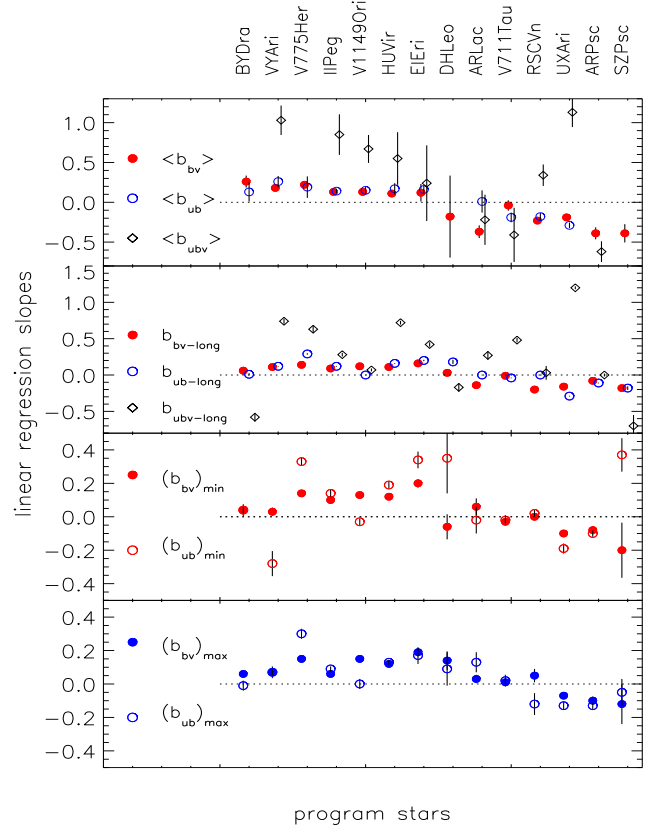 BYDra
VYAri
V775Her
IIPeg
V1149Ori
HUVir
EIEri
DHLeo
ARLac
V711Tau
RSCVn
UXAri
ARPsc
SZPsc
linear regression slopes
1.0
0.5
0.0
−0.5
<b_bv>
<b_ub>
<b_ubv>
1.5
1.0
0.5
0.0
−0.5
b_bv−long
b_ub−long
b_ubv−long
0.4
0.2
0.0
−0.2
−0.4
(b_bv)_min
(b_ub)_min
0.4
0.2
0.0
−0.2
−0.4
(b_bv)_max
(b_ub)_max
program stars